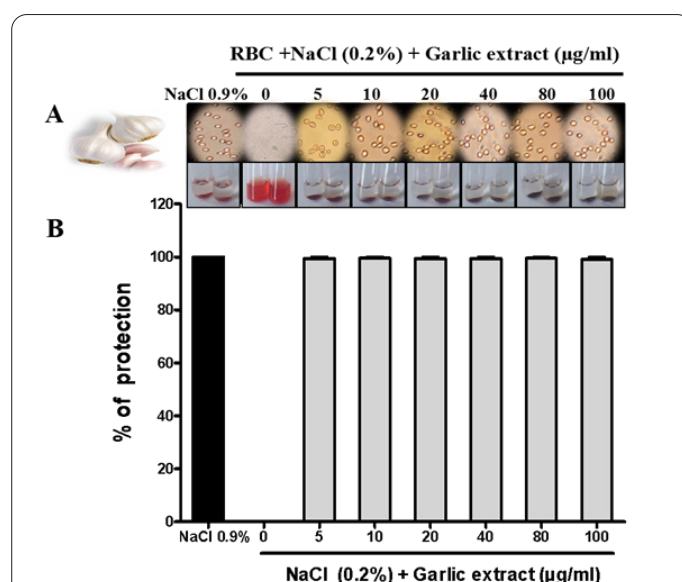 RBC +NaCl (0.2%) + Garlic extract (µg/ml)
NaCl 0.9% 0 5 10 20 40 80 100
A
B
120
100
80
60
40
20
0
% of protection
NaCl 0.9% 0 5 10 20 40 80 100
NaCl (0.2%) + Garlic extract (µg/ml)